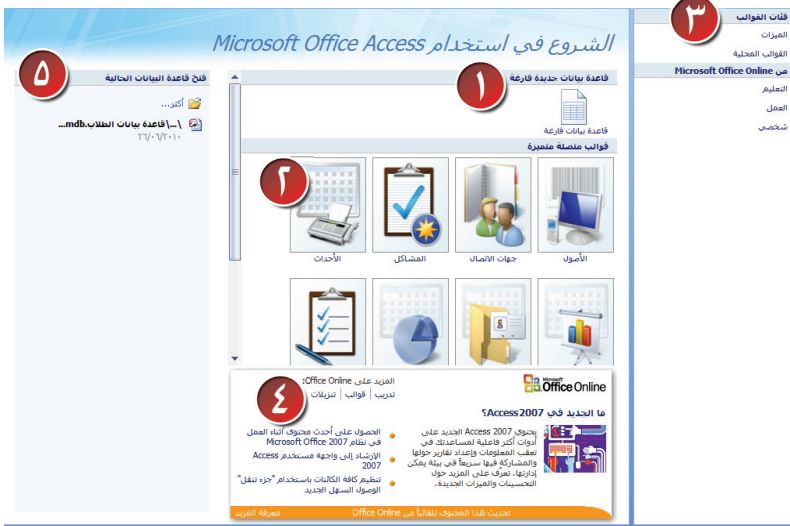 الشروع في استخدام Microsoft Office Access
فئات القوالب
٣
الميزات
القوالب المحلية
من Microsoft Office Online
التعليم
العمل
شخصي
قاعدة بيانات جديدة فارغة
١
قاعدة بيانات فارغة
قوالب متصلة متميزة
٢
الأصول
جهات الاتصال
المشاكل
الأحداث
Microsoft
Office Online
ما الجديد في Access 2007؟
يحتوي Access 2007 الجديد على
أدوات أكثر فاعلية لمساعدتك في
تعقب المعلومات وإعداد تقارير حولها
والمشاركة فيها سريعاً في بيئة يمكن
إدارتها. تعرف على المزيد حول
التحسينات والميزات الجديدة.
المزيد على Office Online:
تدريب | قوالب | تنزيلات
٤
الحصول على أحدث محتوى أثناء العمل
في نظام Microsoft Office 2007
الإرشاد إلى واجهة مستخدم Access
2007
تنظيم كافة الكائنات باستخدام "جزء تنقل"
الوصول السهل الجديد
تحديث هذا المحتوى تلقائياً من Office Online
معرفة المزيد
فتح قاعدة البيانات الحالية
٥
أكثر...
\...\قاعدة بيانات الطلاب.mdb...
٢٦/٠٦/٢٠١٠